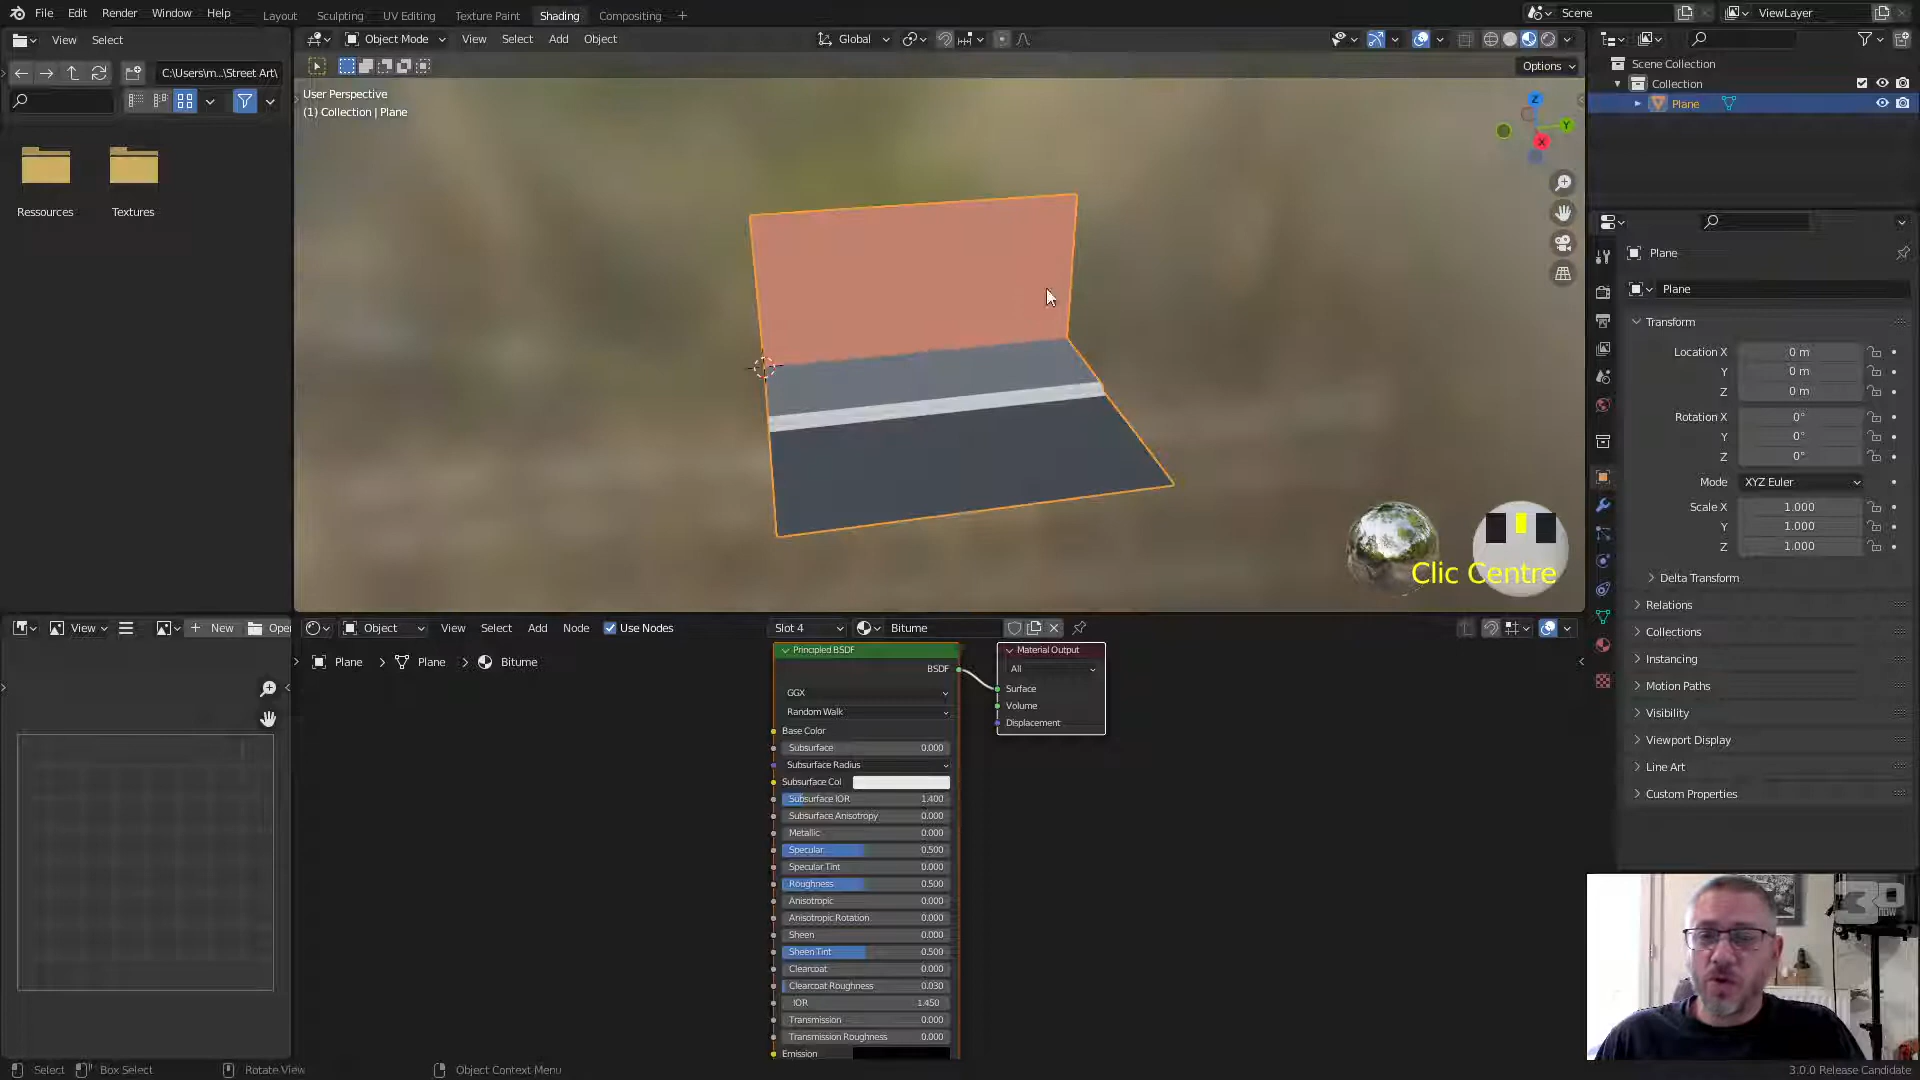 File Edit Render Window Help
Layout Sculpting UV Editing Texture Paint Shading Compositing
Scene ViewLayer
View Select
Object Mode View Select Add Object Global
C:\Users\m...\Street Art\
Options
User Perspective
(1) Collection | Plane
Ressources Textures
Z
Y
X
Scene Collection
Collection
Plane
Plane
Plane
Transform
Location X 0 m
Y 0 m
Z 0 m
Rotation X 0°
Y 0°
Z 0°
Mode XYZ Euler
Scale X 1.000
Y 1.000
Z 1.000
Delta Transform
Relations
Collections
Instancing
Motion Paths
Visibility
Viewport Display
Line Art
Custom Properties
Clic Centre
View New Open
Object View Select Add Node Use Nodes Slot 4 Bitume
Plane > Plane > Bitume
Principled BSDF
BSDF
GGX
Random Walk
Base Color
Subsurface 0.000
Subsurface Radius
Subsurface Col
Subsurface IOR 1.400
Subsurface Anisotropy 0.000
Metallic 0.000
Specular 0.500
Specular Tint 0.000
Roughness 0.500
Anisotropic 0.000
Anisotropic Rotation 0.000
Sheen 0.000
Sheen Tint 0.500
Clearcoat 0.000
Clearcoat Roughness 0.030
IOR 1.450
Transmission 0.000
Transmission Roughness 0.000
Emission
Material Output
All
Surface
Volume
Displacement
3D
now
Select Box Select Rotate View Object Context Menu
3.0.0 Release Candidate